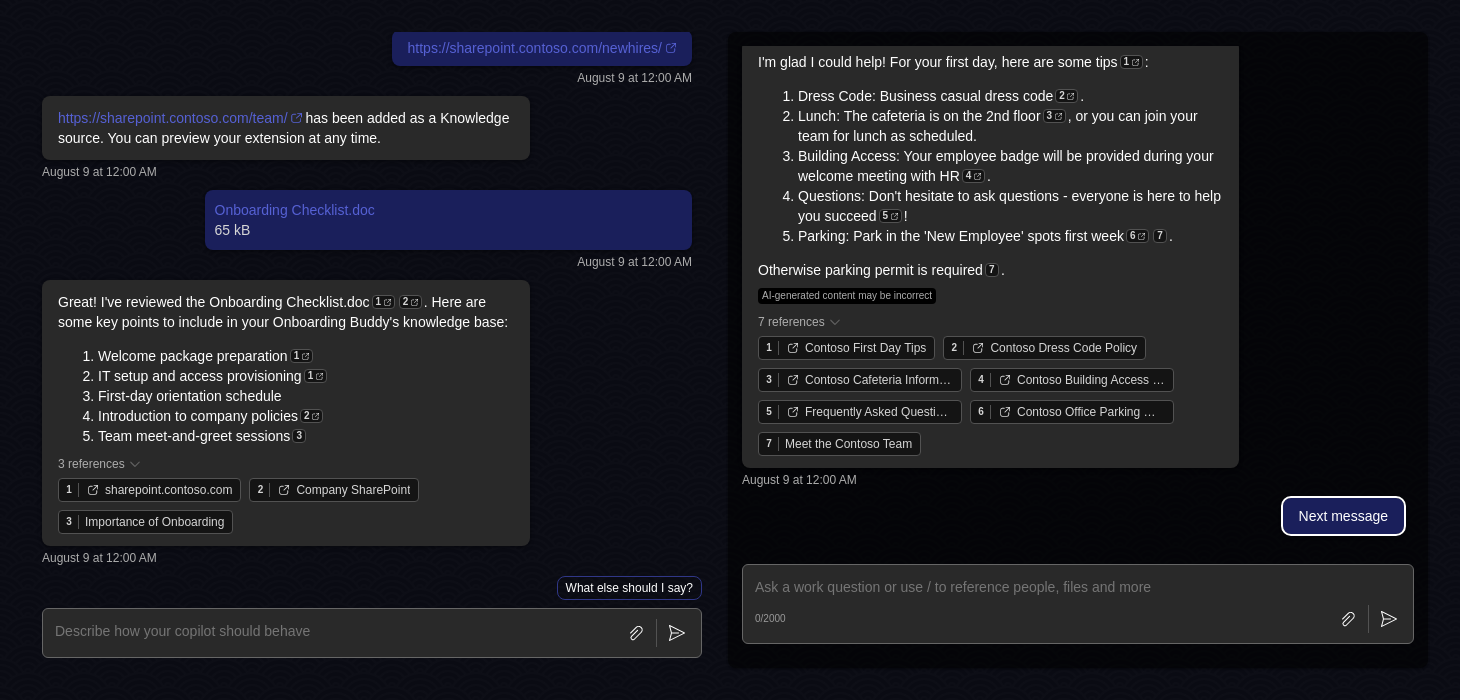 https://sharepoint.contoso.com/newhires/
August 9 at 12:00 AM
https://sharepoint.contoso.com/team/ has been added as a Knowledge
source. You can preview your extension at any time.
August 9 at 12:00 AM
Onboarding Checklist.doc
65 kB
August 9 at 12:00 AM
Great! I've reviewed the Onboarding Checklist.doc 1 2 . Here are
some key points to include in your Onboarding Buddy's knowledge base:
1. Welcome package preparation 1
2. IT setup and access provisioning 1
3. First-day orientation schedule
4. Introduction to company policies 2
5. Team meet-and-greet sessions 3
3 references
1 sharepoint.contoso.com 2 Company SharePoint
3 Importance of Onboarding
August 9 at 12:00 AM
What else should I say?
Describe how your copilot should behave
I'm glad I could help! For your first day, here are some tips 1 :
1. Dress Code: Business casual dress code 2 .
2. Lunch: The cafeteria is on the 2nd floor 3 , or you can join your
team for lunch as scheduled.
3. Building Access: Your employee badge will be provided during your
welcome meeting with HR 4 .
4. Questions: Don't hesitate to ask questions - everyone is here to help
you succeed 5 !
5. Parking: Park in the 'New Employee' spots first week 6 7 .
Otherwise parking permit is required 7 .
AI-generated content may be incorrect
7 references
1 Contoso First Day Tips 2 Contoso Dress Code Policy
3 Contoso Cafeteria Inform… 4 Contoso Building Access …
5 Frequently Asked Questi… 6 Contoso Office Parking …
7 Meet the Contoso Team
August 9 at 12:00 AM
Next message
Ask a work question or use / to reference people, files and more
0/2000